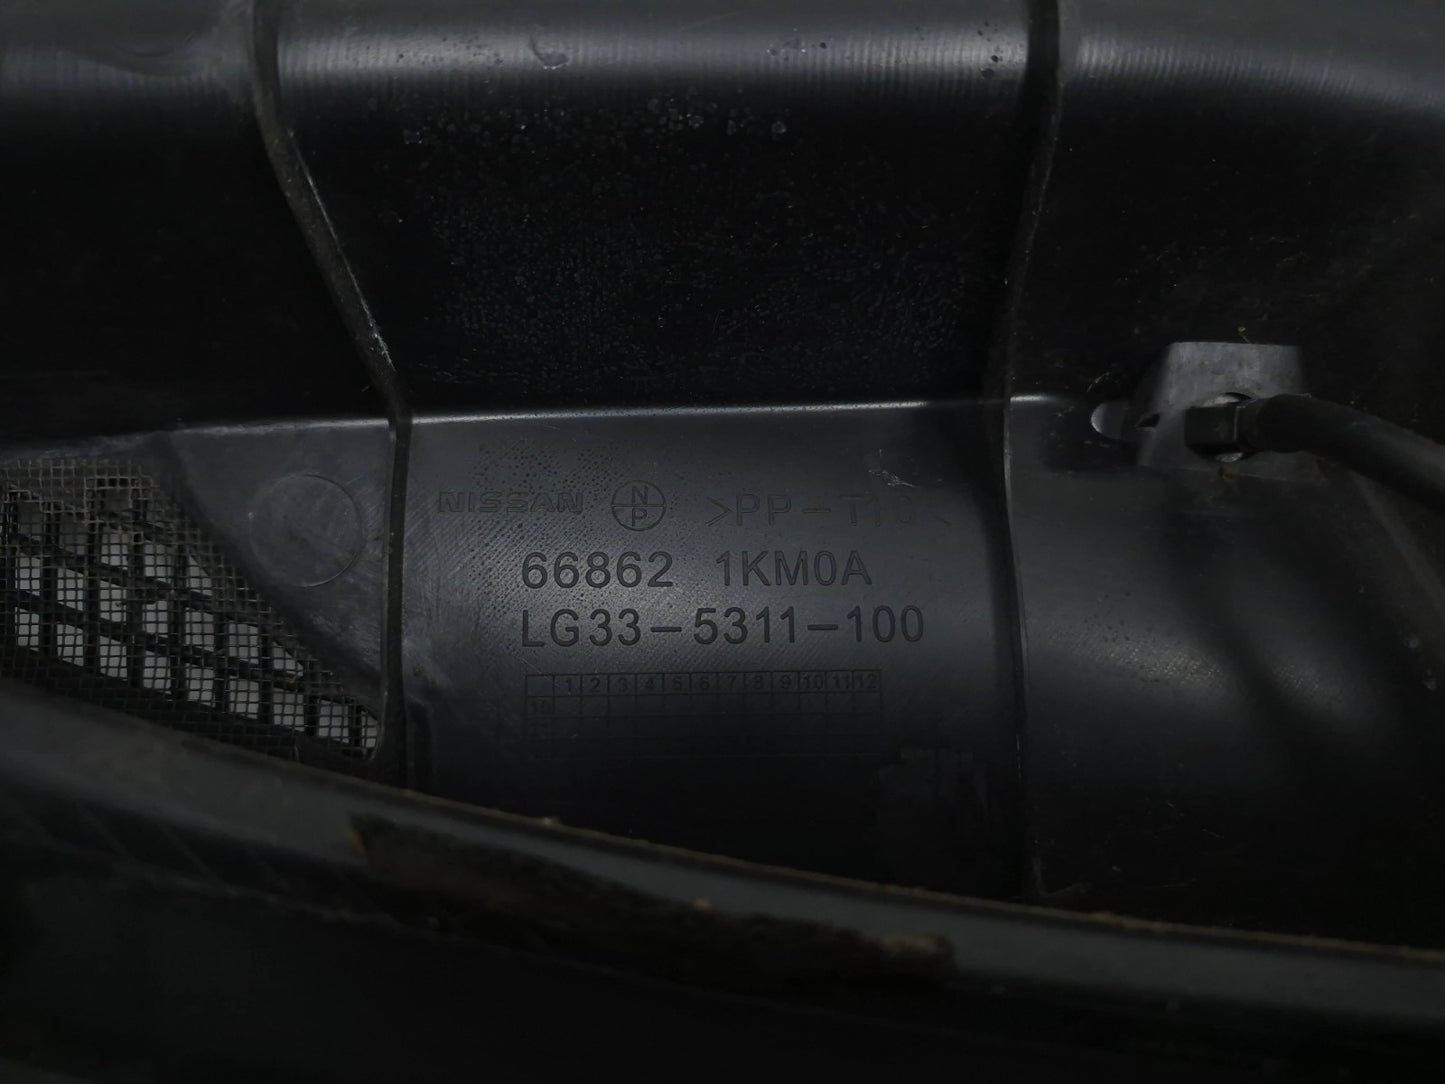 NISSAN N P >PP-T10<
66862 1KM0A
LG33-5311-100
1 2 3 4 5 6 7 8 9 10 11 12
10